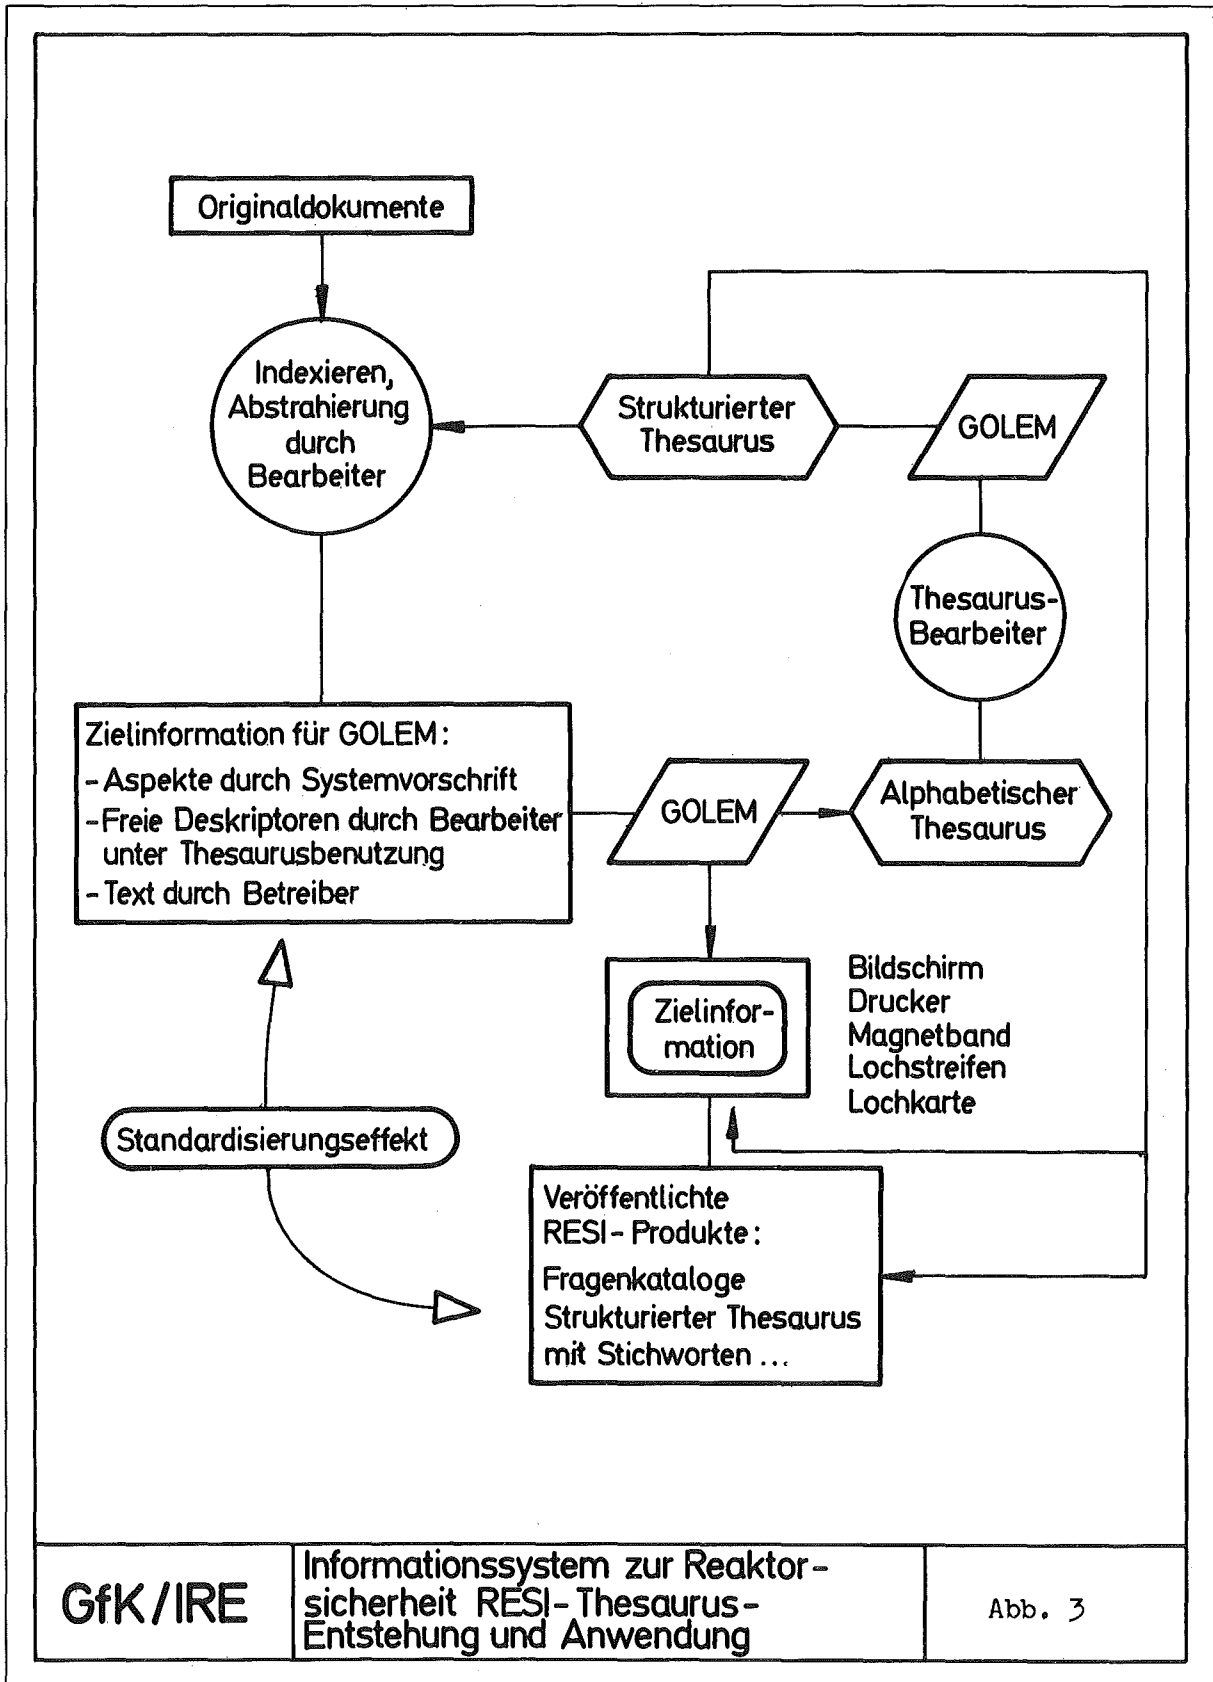 Originaldokumente
Indexieren,
Abstrahierung
durch
Bearbeiter
Strukturierter
Thesaurus
GOLEM
Thesaurus-
Bearbeiter
Zielinformation für GOLEM:
- Aspekte durch Systemvorschrift
- Freie Deskriptoren durch Bearbeiter
unter Thesaurusbenutzung
- Text durch Betreiber
GOLEM
Alphabetischer
Thesaurus
Zielinfor-
mation
Bildschirm
Drucker
Magnetband
Lochstreifen
Lochkarte
Standardisierungseffekt
Veröffentlichte
RESI-Produkte:
Fragenkataloge
Strukturierter Thesaurus
mit Stichworten ...
GfK/IRE
Informationssystem zur Reaktor-
sicherheit RESI-Thesaurus-
Entstehung und Anwendung
Abb. 3